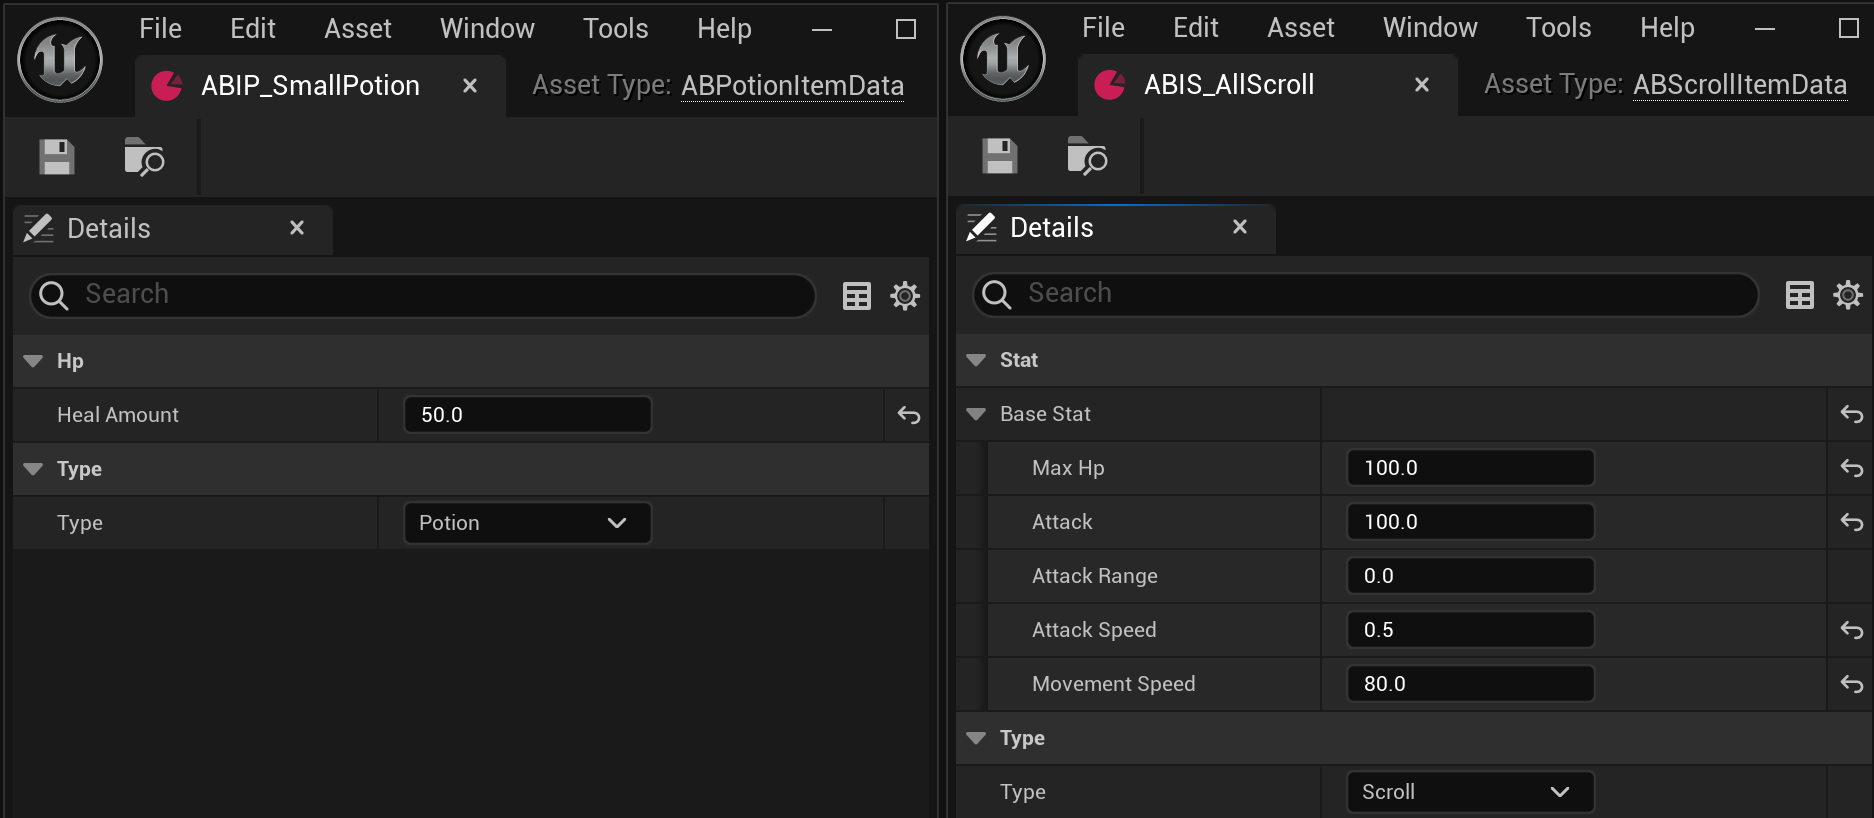 File Edit Asset Window Tools Help
ABIP_SmallPotion Asset Type: ABPotionItemData
Details
Search
Hp
Heal Amount 50.0
Type
Type Potion
File Edit Asset Window Tools Help
ABIS_AllScroll Asset Type: ABScrollItemData
Details
Search
Stat
Base Stat
Max Hp 100.0
Attack 100.0
Attack Range 0.0
Attack Speed 0.5
Movement Speed 80.0
Type
Type Scroll